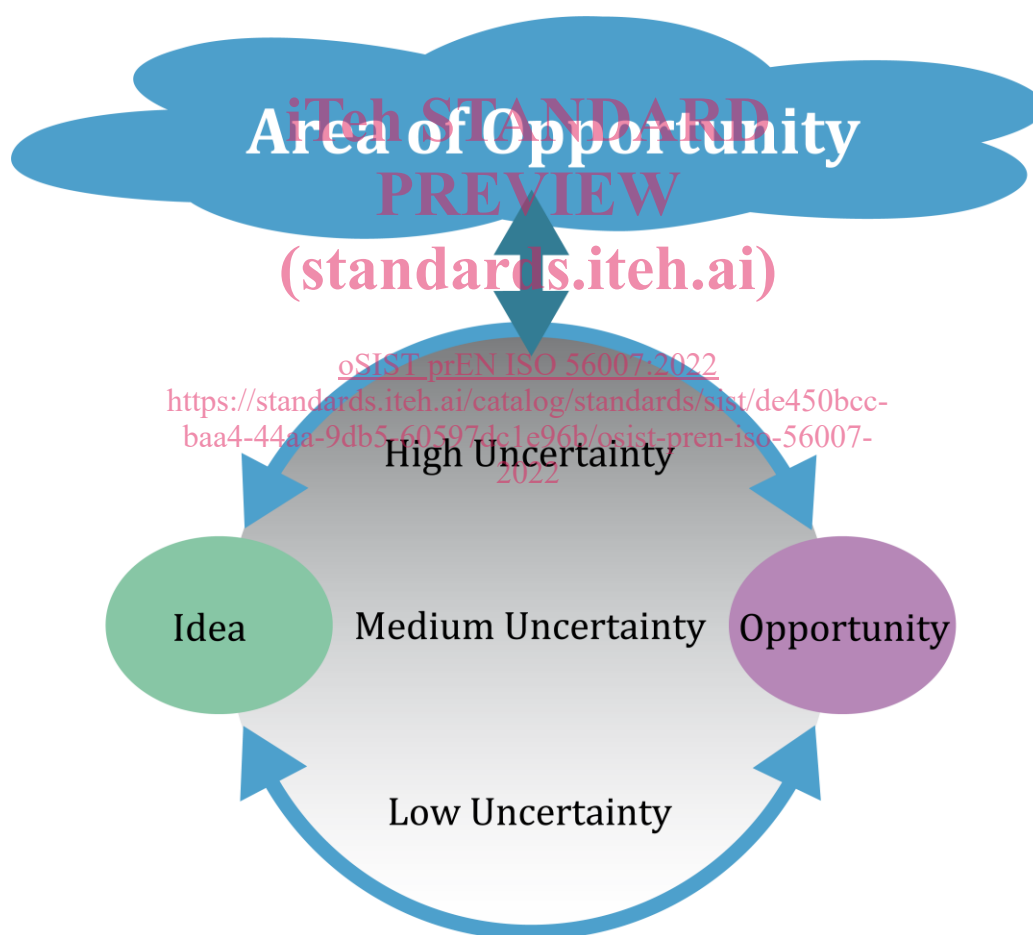 iTeh STANDARD
Area of Opportunity
PREVIEW
(standards.iteh.ai)
oSIST prEN ISO 56007:2022
https://standards.iteh.ai/catalog/standards/sist/de450bcc-
baa4-44aa-9db5-60597dc1e96b/osist-pren-iso-56007-
High Uncertainty
2022
Idea
Medium Uncertainty
Opportunity
Low Uncertainty